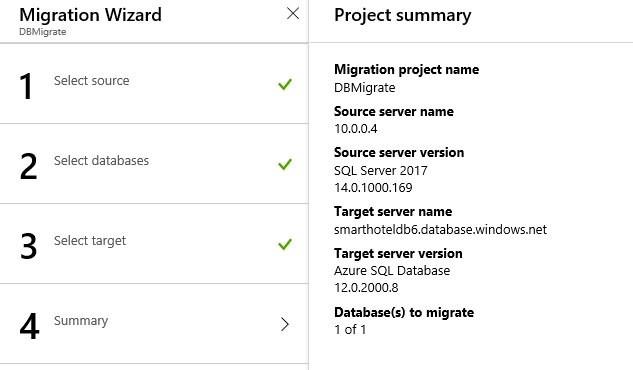 Migration Wizard
DBMigrate
1 Select source
2 Select databases
3 Select target
4 Summary
Project summary
Migration project name
DBMigrate
Source server name
10.0.0.4
Source server version
SQL Server 2017
14.0.1000.169
Target server name
smarthoteldb6.database.windows.net
Target server version
Azure SQL Database
12.0.2000.8
Database(s) to migrate
1 of 1